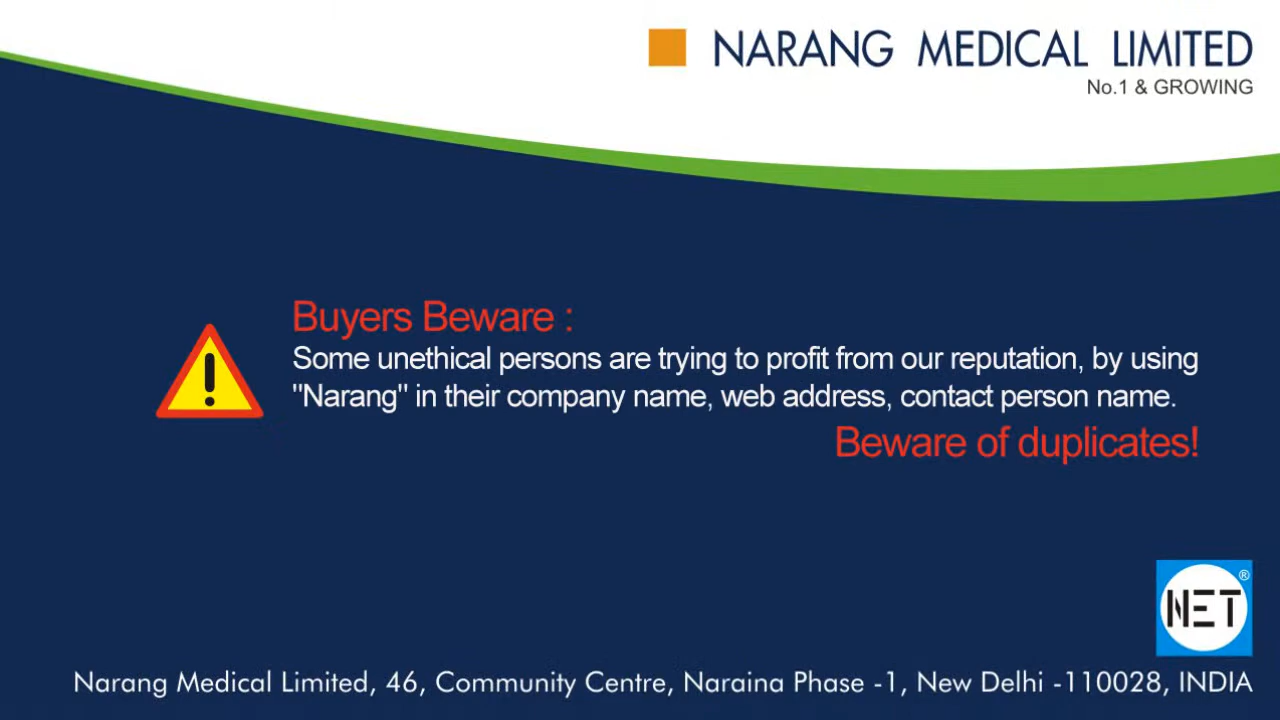 NARANG MEDICAL LIMITED
No.1 & GROWING
Buyers Beware :
Some unethical persons are trying to profit from our reputation, by using
"Narang" in their company name, web address, contact person name.
Beware of duplicates!
NET®
Narang Medical Limited, 46, Community Centre, Naraina Phase -1, New Delhi -110028, INDIA